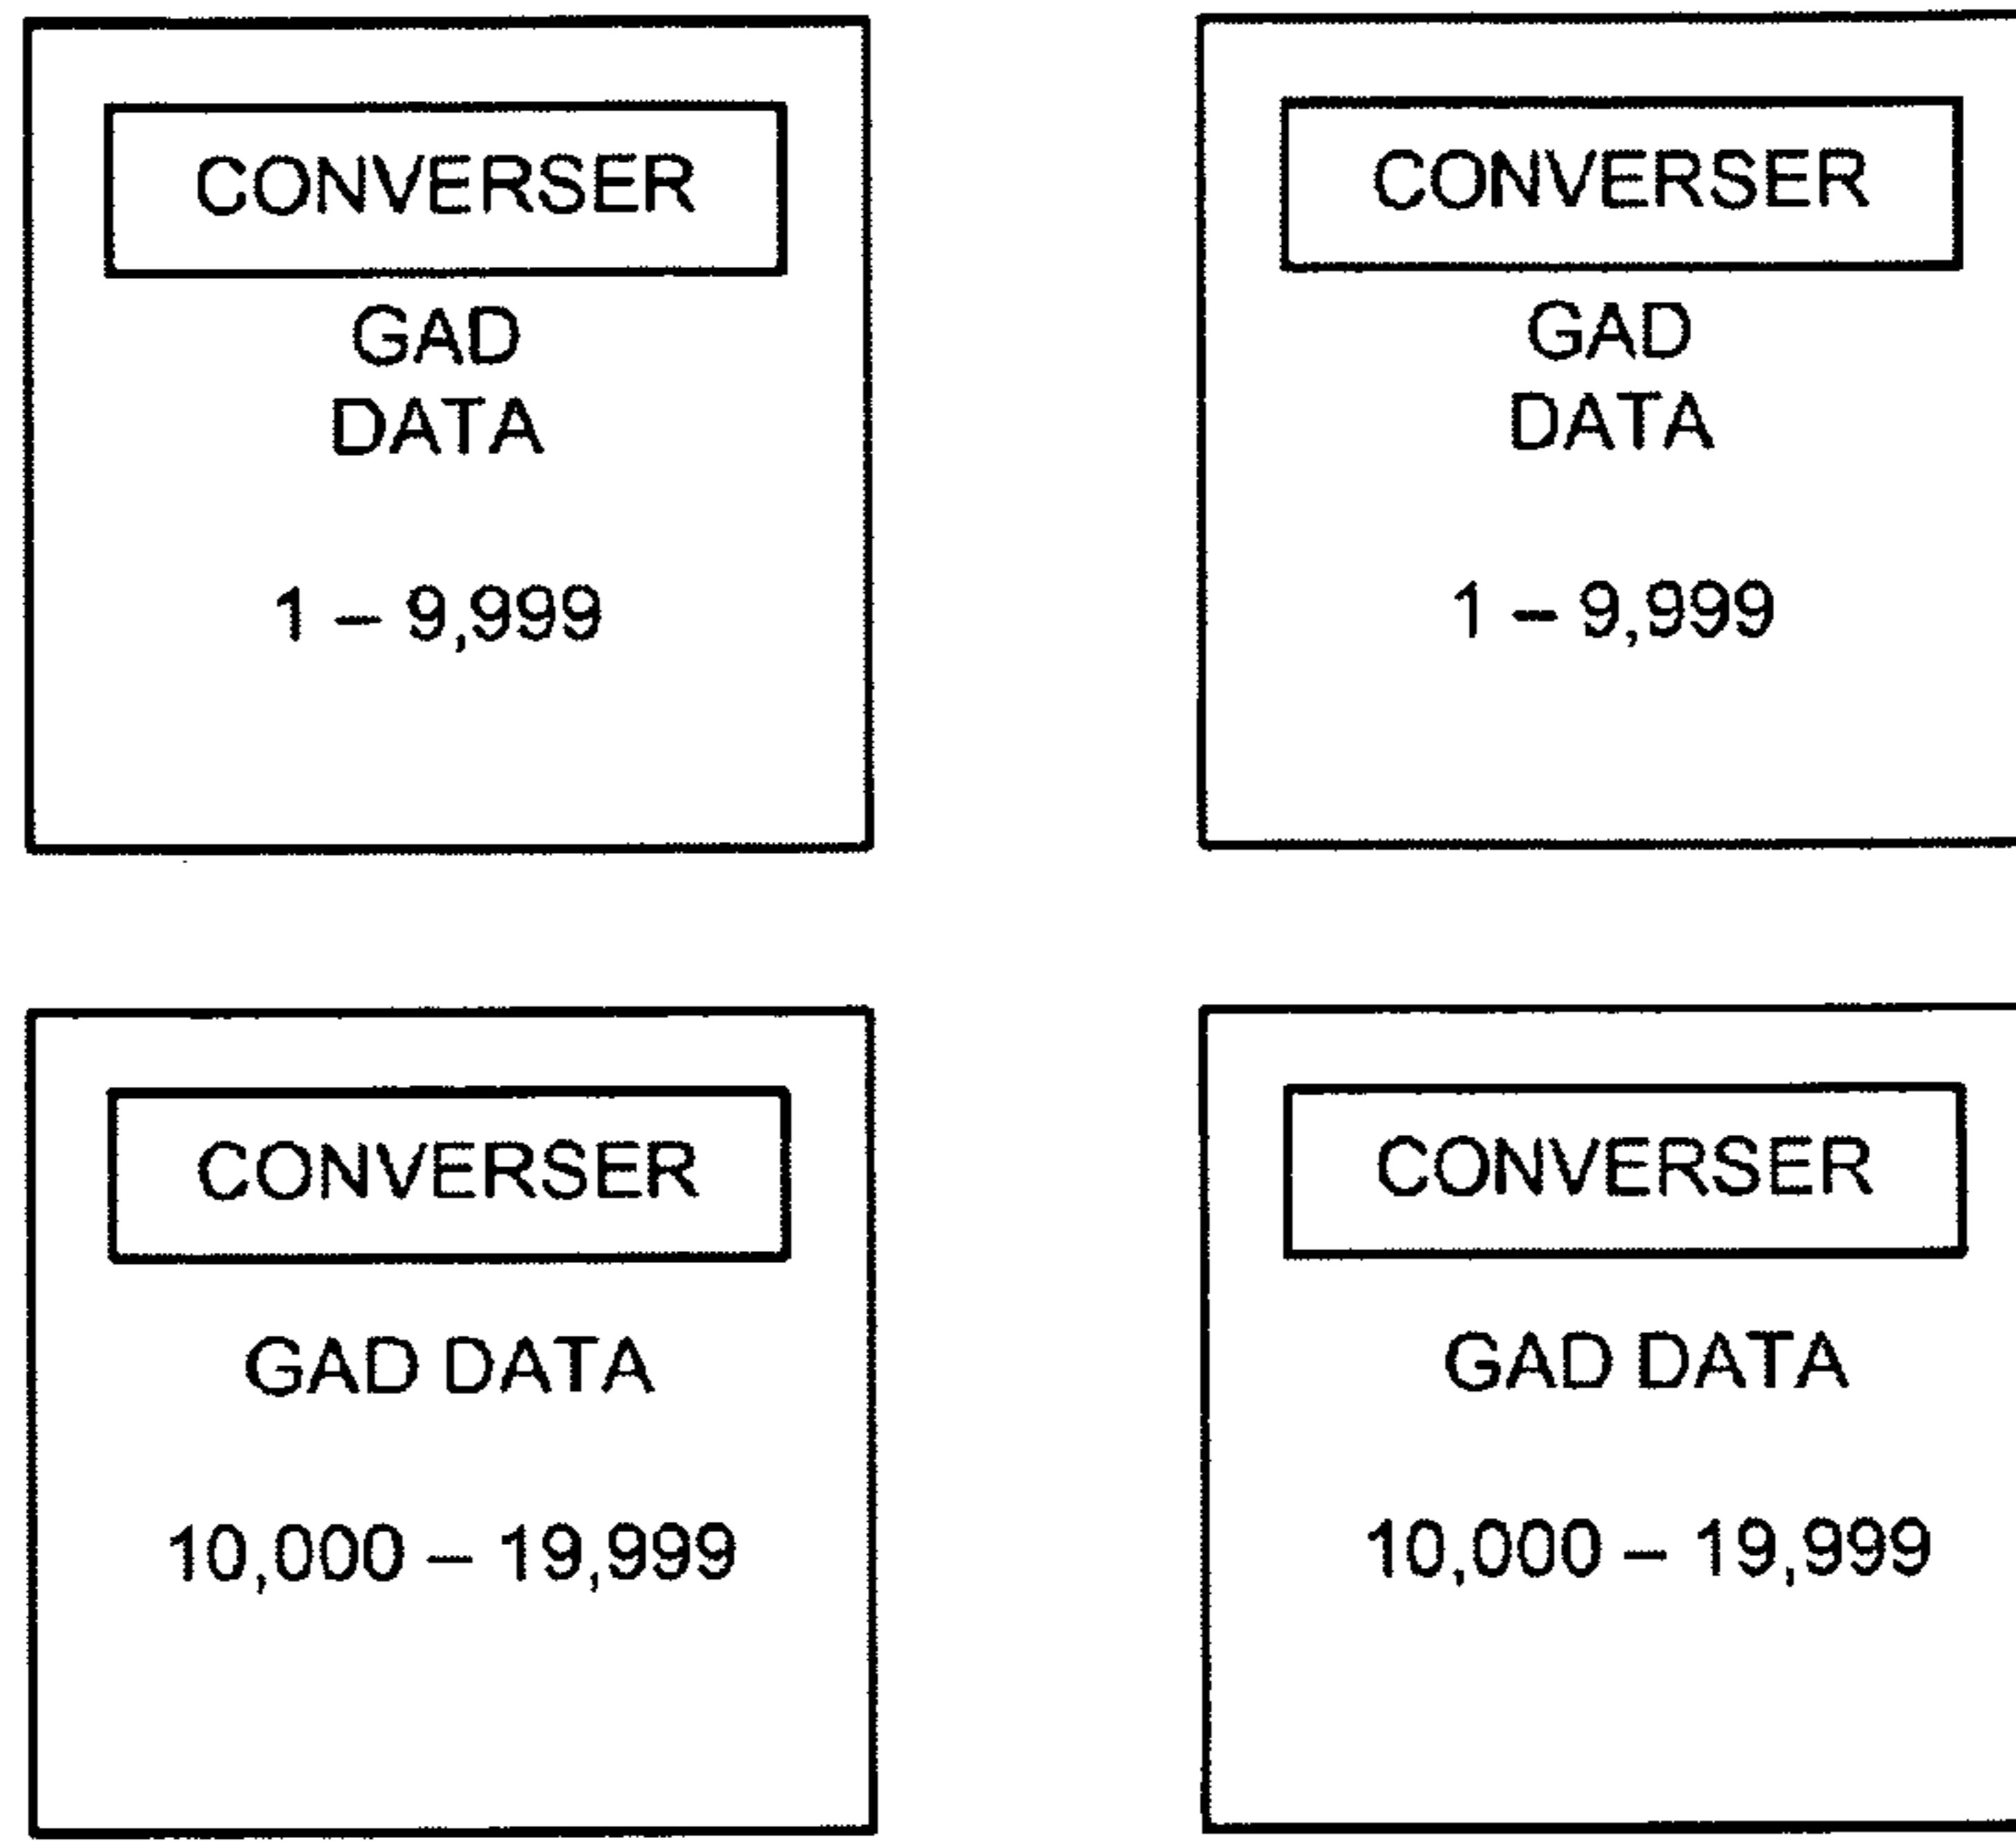 CONVERSER
GAD
DATA
1 – 9,999
CONVERSER
GAD
DATA
1 – 9,999
CONVERSER
GAD DATA
10,000 – 19,999
CONVERSER
GAD DATA
10,000 – 19,999